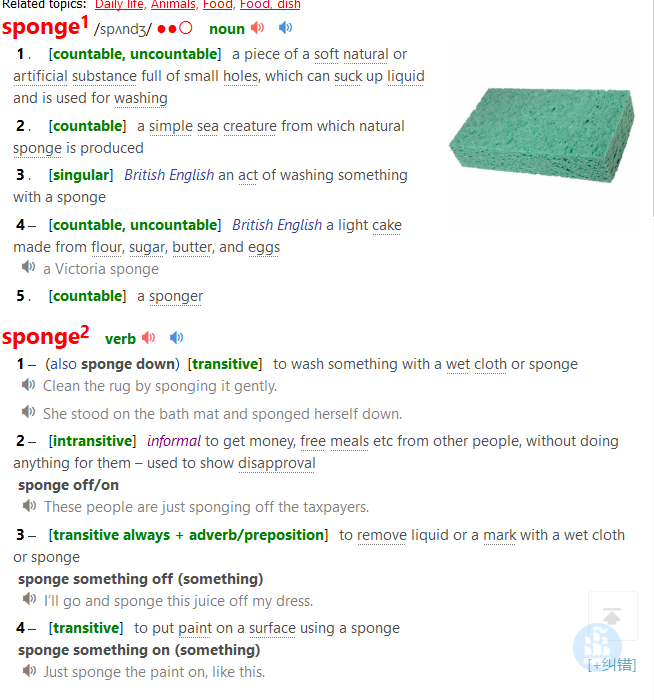 Related topics: Daily life, Animals, Food, Food, dish
sponge1 /spʌndʒ/ ●●○ noun
1 . [countable, uncountable] a piece of a soft natural or
artificial substance full of small holes, which can suck up liquid
and is used for washing
2 . [countable] a simple sea creature from which natural
sponge is produced
3 . [singular] British English an act of washing something
with a sponge
4 – [countable, uncountable] British English a light cake
made from flour, sugar, butter, and eggs
a Victoria sponge
5 . [countable] a sponger
sponge2 verb
1 – (also sponge down) [transitive] to wash something with a wet cloth or sponge
Clean the rug by sponging it gently.
She stood on the bath mat and sponged herself down.
2 – [intransitive] informal to get money, free meals etc from other people, without doing
anything for them – used to show disapproval
sponge off/on
These people are just sponging off the taxpayers.
3 – [transitive always + adverb/preposition] to remove liquid or a mark with a wet cloth
or sponge
sponge something off (something)
I’ll go and sponge this juice off my dress.
4 – [transitive] to put paint on a surface using a sponge
sponge something on (something)
Just sponge the paint on, like this.
[+纠错]